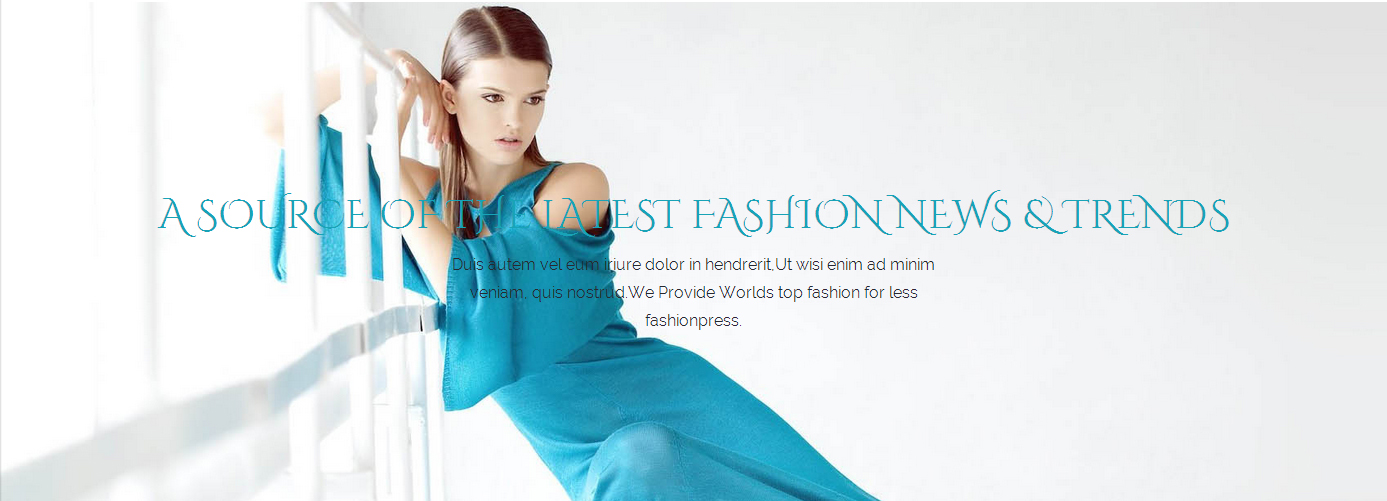 A SOURCE OF THE LATEST FASHION NEWS & TRENDS
Duis autem vel eum iriure dolor in hendrerit,Ut wisi enim ad minim
veniam, quis nostrud.We Provide Worlds top fashion for less
fashionpress.